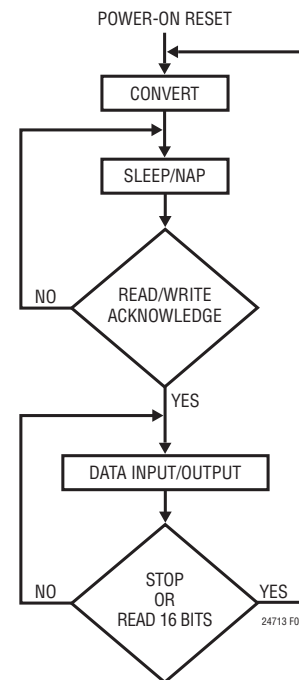 POWER-ON RESET
CONVERT
SLEEP/NAP
NO
READ/WRITE
ACKNOWLEDGE
YES
DATA INPUT/OUTPUT
NO
STOP
OR
READ 16 BITS
YES
24713 F0